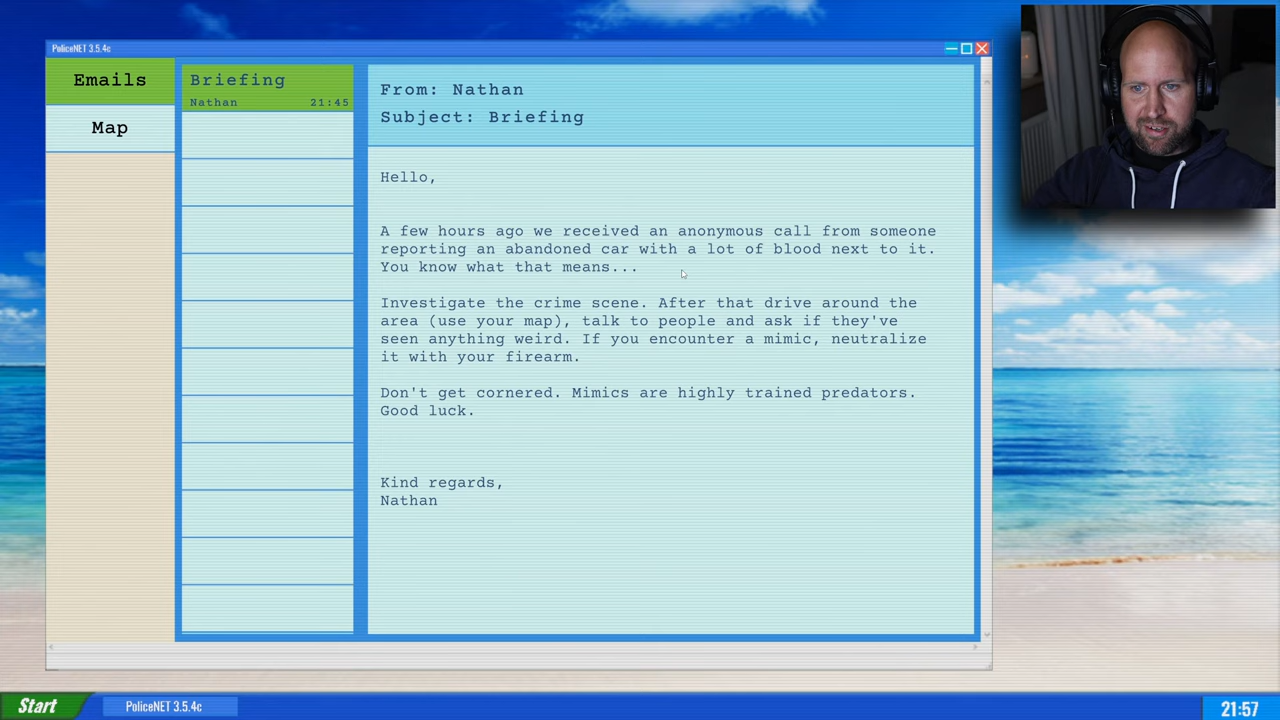 PoliceNET 3.5.4c
Emails
Map
Briefing
Nathan 21:45
From: Nathan
Subject: Briefing
Hello,
A few hours ago we received an anonymous call from someone
reporting an abandoned car with a lot of blood next to it.
You know what that means...
Investigate the crime scene. After that drive around the
area (use your map), talk to people and ask if they've
seen anything weird. If you encounter a mimic, neutralize
it with your firearm.
Don't get cornered. Mimics are highly trained predators.
Good luck.
Kind regards,
Nathan
Start
PoliceNET 3.5.4c
21:57